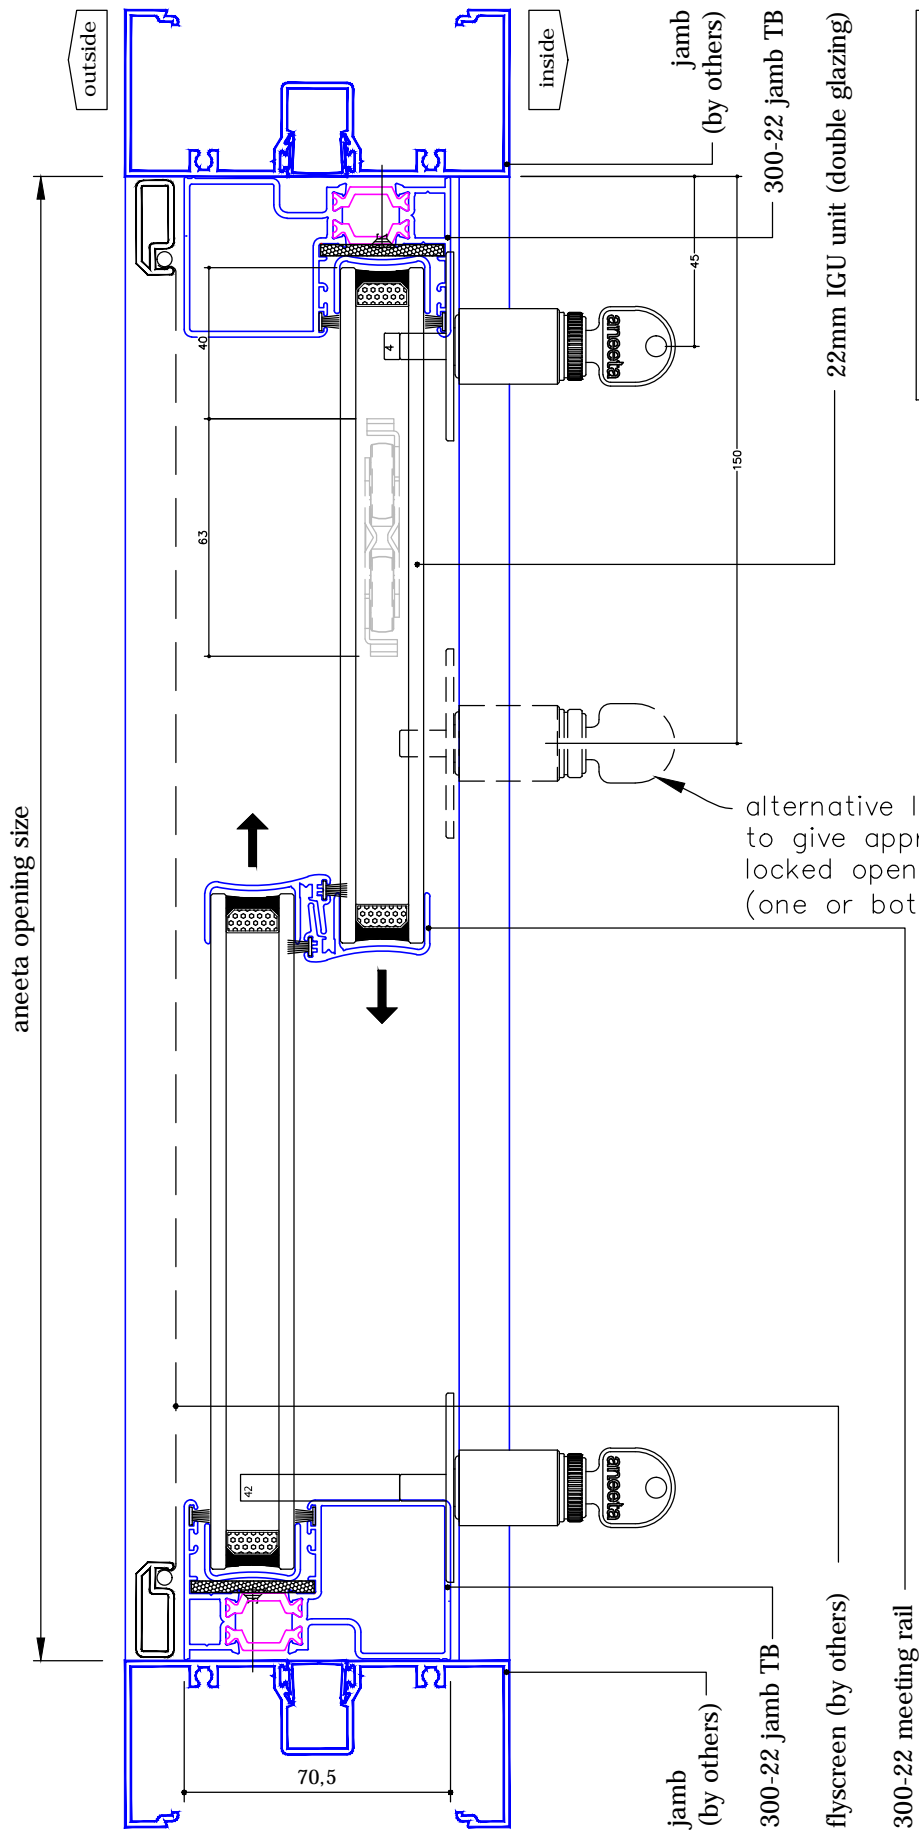 outside
inside
jamb
(by others)
300-22 jamb TB
22mm IGU unit (double glazing)
45
40
4
aneeta
63
150
aneeta opening size
alternative
to give
locked open
(one or
42
aneeta
70,5
jamb
(by others)
300-22 jamb TB
flyscreen (by others)
300-22 meeting rail